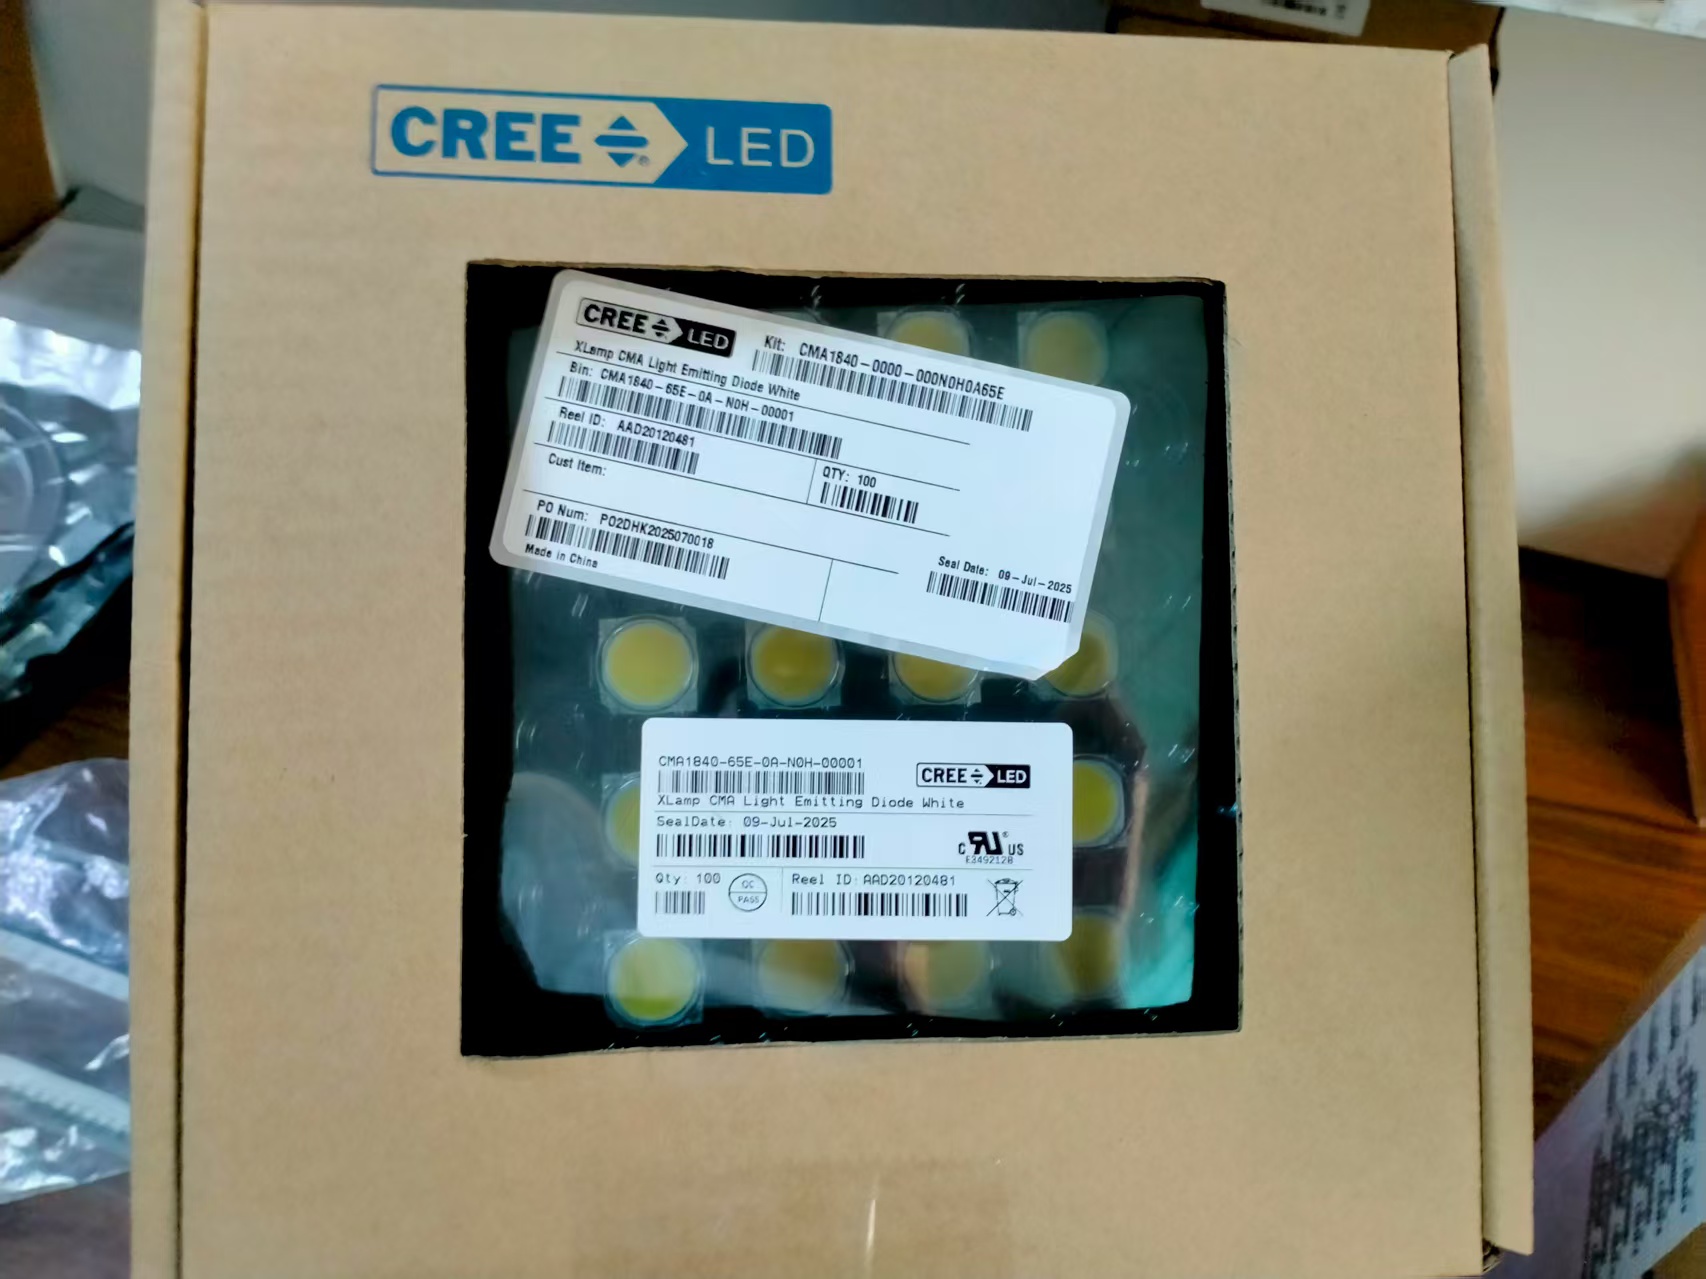 CREE LED
CREE LED
Kit: CMA1840-0000-000N0H0A65E
XLamp CMA Light Emitting Diode White
Bin: CMA1840-65E-0A-N0H-00001
Reel ID: AAD20120481
Cust Item:
QTY: 100
PO Num: PO2DHK2025070018
Made in China
Seal Date: 09-Jul-2025
CMA1840-65E-0A-N0H-00001
CREE LED
XLamp CMA Light Emitting Diode White
SealDate: 09-Jul-2025
c RU ® US
E349212B
Qty: 100
QC
PASS
Reel ID: AAD20120481